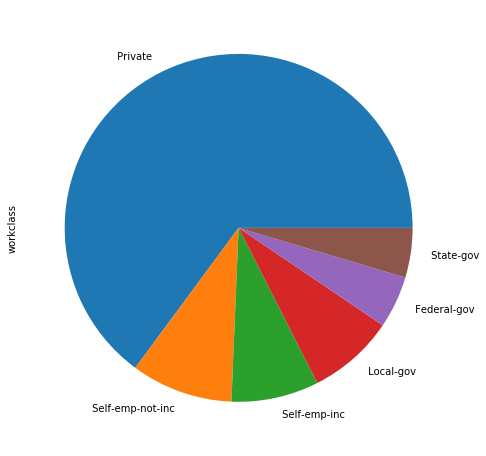 Private
workclass
State-gov
Federal-gov
Local-gov
Self-emp-not-inc
Self-emp-inc